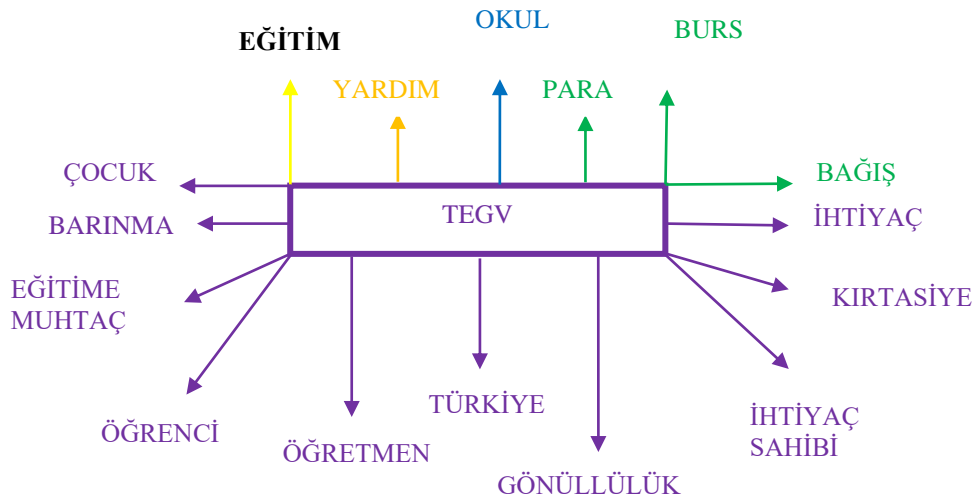 OKUL
BURS
EĞİTİM
YARDIM
PARA
ÇOCUK
BAĞIŞ
TEGV
BARINMA
İHTİYAÇ
EĞİTİME
MUHTAÇ
KIRTASİYE
TÜRKİYE
ÖĞRENCİ
ÖĞRETMEN
İHTİYAÇ
SAHİBİ
GÖNÜLLÜLÜK